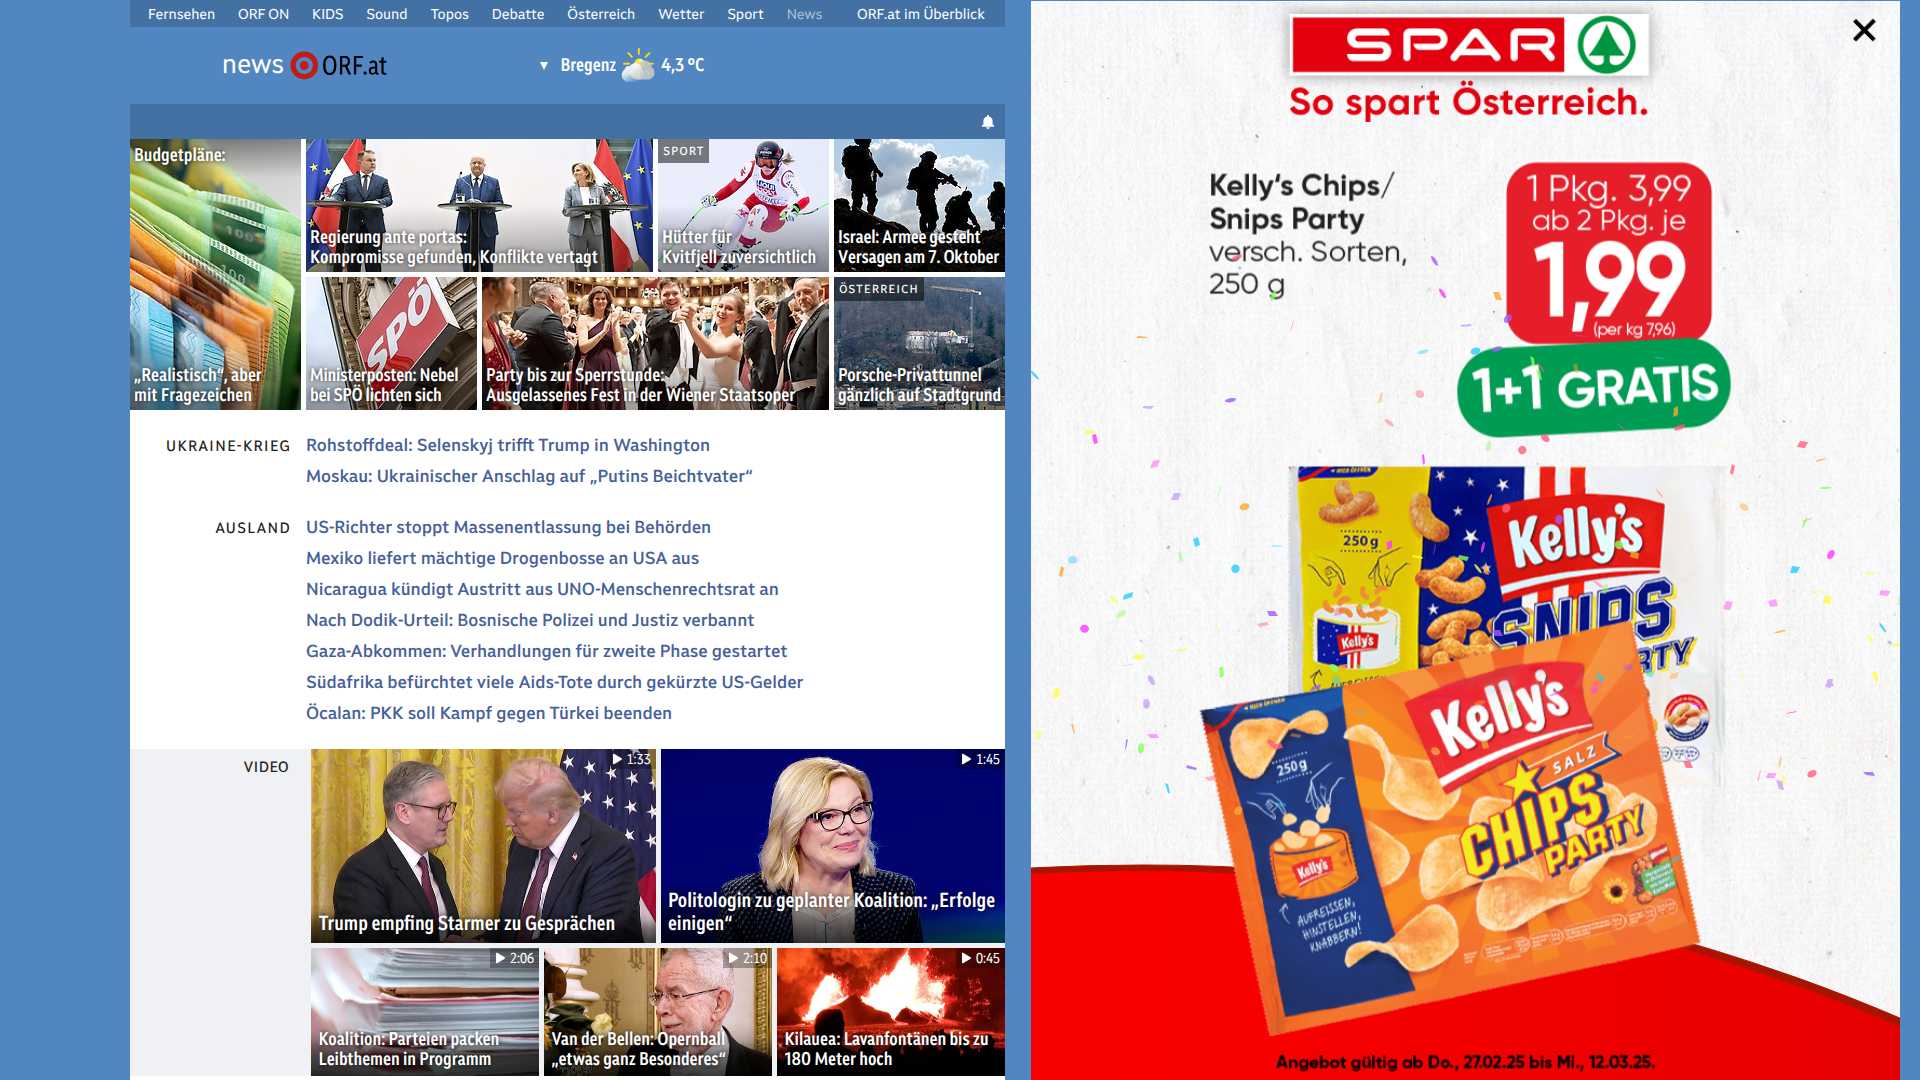 Fernsehen ORF ON KIDS Sound Topos Debatte Österreich Wetter Sport News ORF.at im Überblick
news ORF.at
Bregenz 4,3 °C
Budgetpläne:
„Realistisch“, aber
mit Fragezeichen
Regierung ante portas:
Kompromisse gefunden, Konflikte vertagt
SPORT
Hütter für
Kvitfjell zuversichtlich
Israel: Armee gesteht
Versagen am 7. Oktober
SPÖ
Ministerposten: Nebel
bei SPÖ lichten sich
Party bis zur Sperrstunde:
Ausgelassenes Fest in der Wiener Staatsoper
ÖSTERREICH
Porsche-Privattunnel
gänzlich auf Stadtgrund
UKRAINE-KRIEG
Rohstoffdeal: Selenskyj trifft Trump in Washington
Moskau: Ukrainischer Anschlag auf „Putins Beichtvater“
AUSLAND
US-Richter stoppt Massenentlassung bei Behörden
Mexiko liefert mächtige Drogenbosse an USA aus
Nicaragua kündigt Austritt aus UNO-Menschenrechtsrat an
Nach Dodik-Urteil: Bosnische Polizei und Justiz verbannt
Gaza-Abkommen: Verhandlungen für zweite Phase gestartet
Südafrika befürchtet viele Aids-Tote durch gekürzte US-Gelder
Öcalan: PKK soll Kampf gegen Türkei beenden
VIDEO
1:33
Trump empfing Starmer zu Gesprächen
1:45
Politologin zu geplanter Koalition: „Erfolge
einigen“
2:06
Koalition: Parteien packen
Leibthemen in Programm
2:10
Van der Bellen: Opernball
„etwas ganz Besonderes“
0:45
Kilauea: Lavafontänen bis zu
180 Meter hoch
SPAR
So spart Österreich.
Kelly's Chips/
Snips Party
versch. Sorten,
250 g
1 Pkg. 3,99
ab 2 Pkg. je
1,99
(per kg 7,96)
1+1 GRATIS
250g
Kelly's
SNIPS
PARTY
Kelly's
Kelly's
SALZ
CHIPS
PARTY
250g
Kelly's
AUFREISSEN,
HINSTELLEN,
KNABBERN!
Angebot gültig ab Do., 27.02.25 bis Mi., 12.03.25.